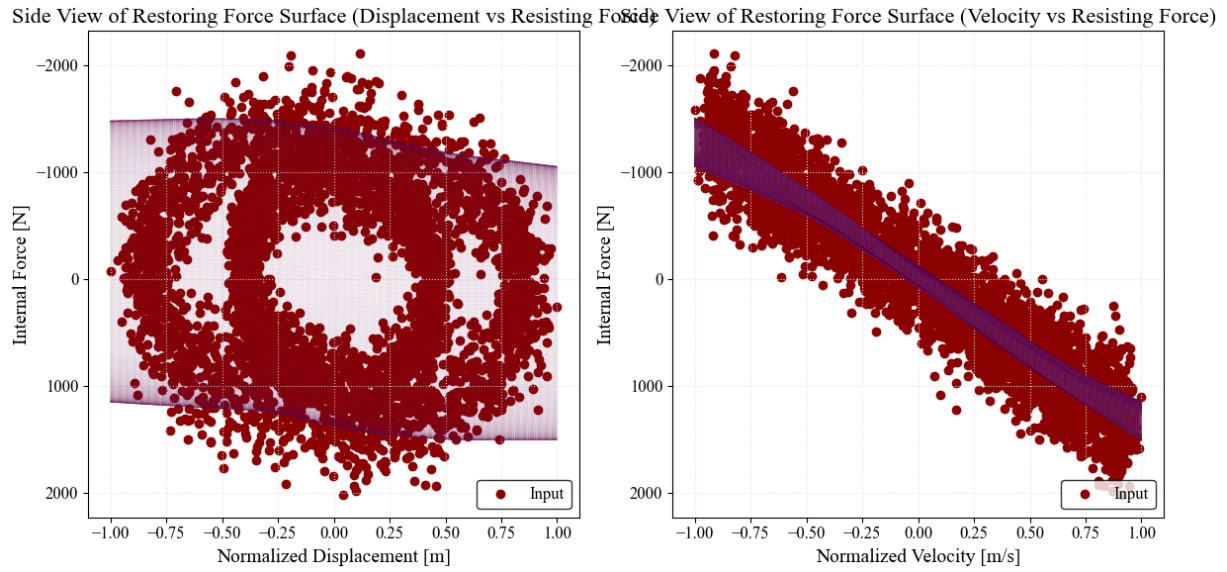 Side View of Restoring Force Surface (Displacement vs Resisting Force)
−2000
−1000
0
1000
2000
Internal Force [N]
−1.00 −0.75 −0.50 −0.25 0.00 0.25 0.50 0.75 1.00
Normalized Displacement [m]
Input
Side View of Restoring Force Surface (Velocity vs Resisting Force)
−2000
−1000
0
1000
2000
Internal Force [N]
−1.00 −0.75 −0.50 −0.25 0.00 0.25 0.50 0.75 1.00
Normalized Velocity [m/s]
Input